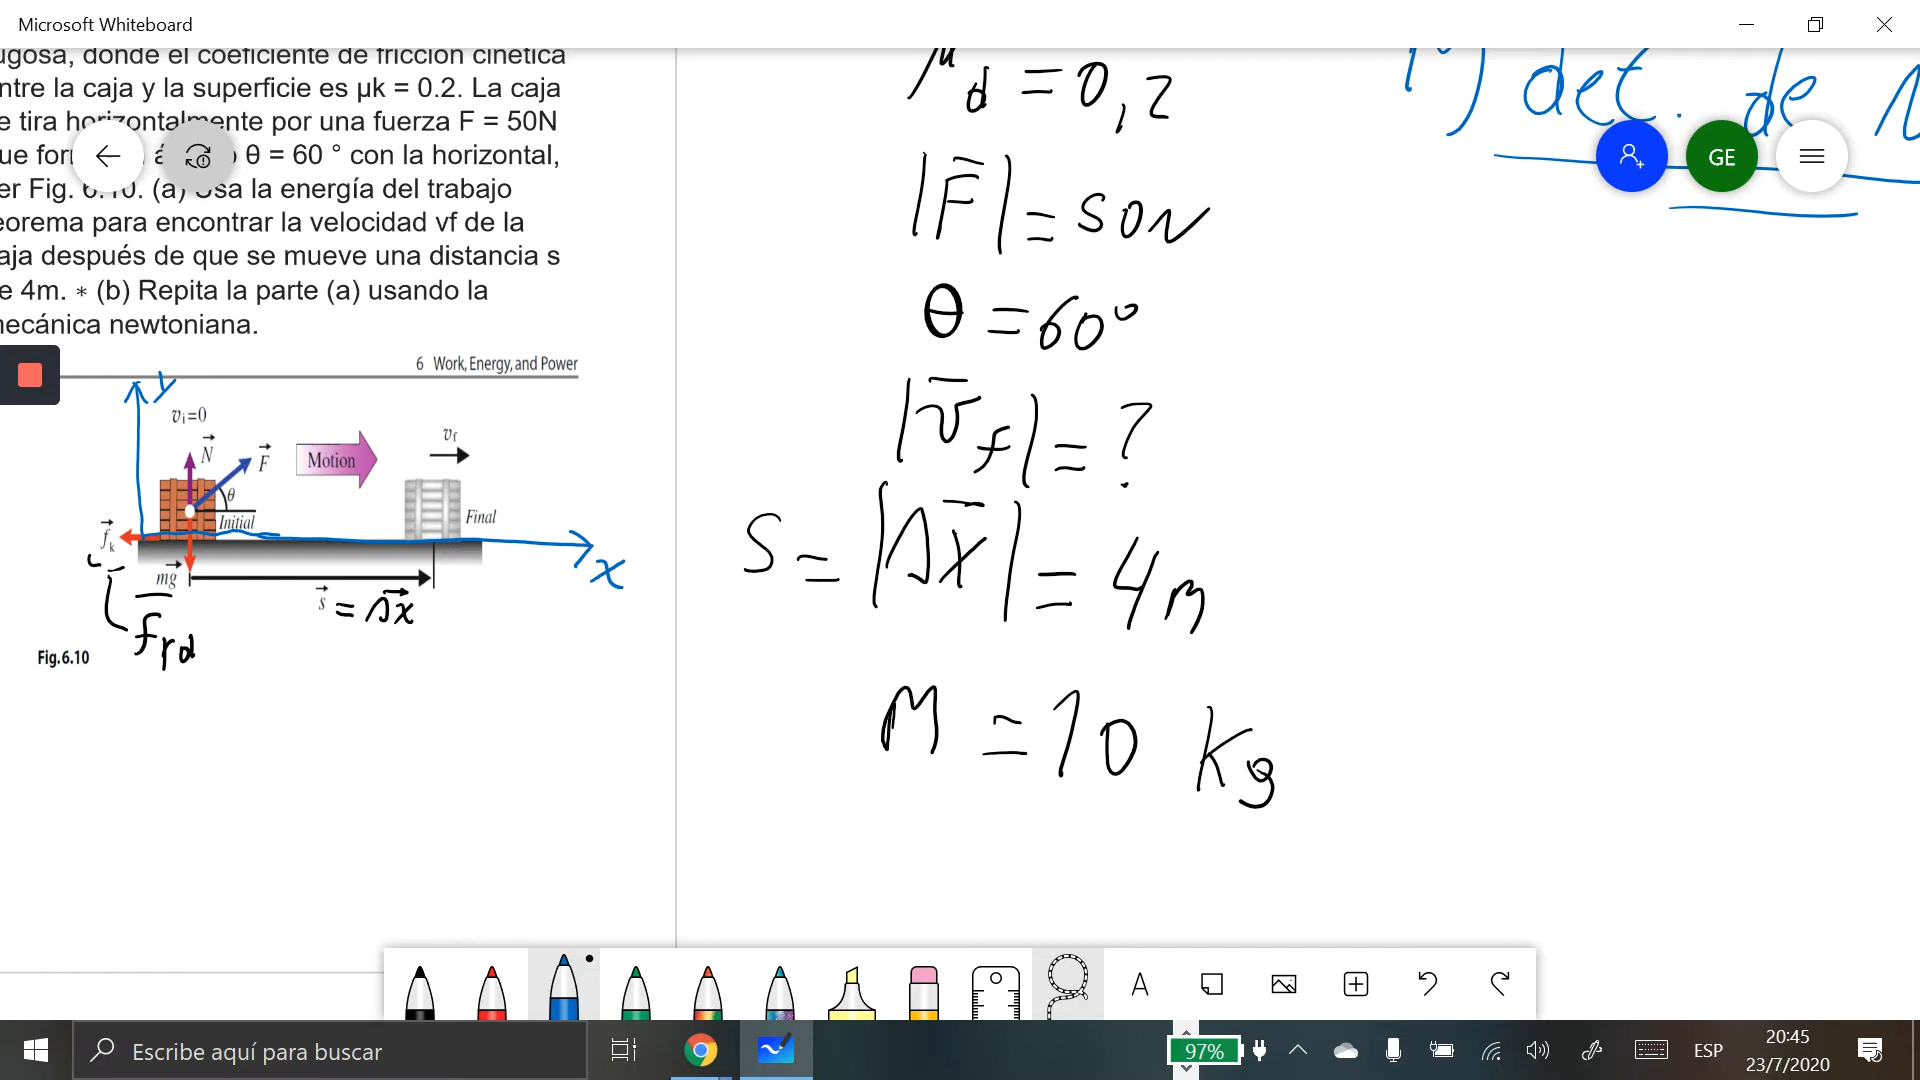 Microsoft Whiteboard
ugosa, donde el coeficiente de fricción cinética
ntre la caja y la superficie es μk = 0.2. La caja
e tira horizontalmente por una fuerza F = 50N
ue θ = 60 ° con la horizontal,
er Fig. 6.10. (a) Usa la energía del trabajo
eorema para encontrar la velocidad vf de la
aja después de que se mueve una distancia s
e 4m. * (b) Repita la parte (a) usando la
necánica newtoniana.
6 Work, Energy, and Power
y
vi=0
N
F
Motion
vf
θ
Initial
Final
fk
mg
s = Δx
x
frd
Fig. 6.10
μd = 0,2
|F| = 50N
θ = 60°
|vf| = ?
S = |Δx| = 4m
M = 10 Kg
1) det. de N
GE
A
Escribe aquí para buscar
97%
ESP
20:45
23/7/2020